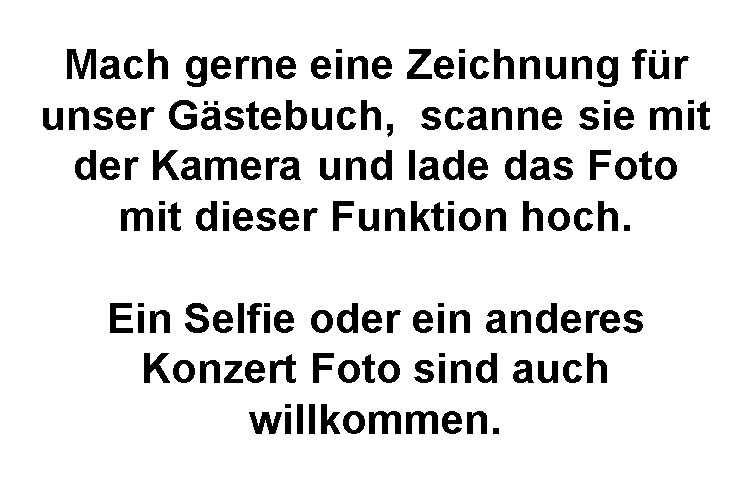 Mach gerne eine Zeichnung für
unser Gästebuch,  scanne sie mit
der Kamera und lade das Foto
mit dieser Funktion hoch.
Ein Selfie oder ein anderes
Konzert Foto sind auch
willkommen.